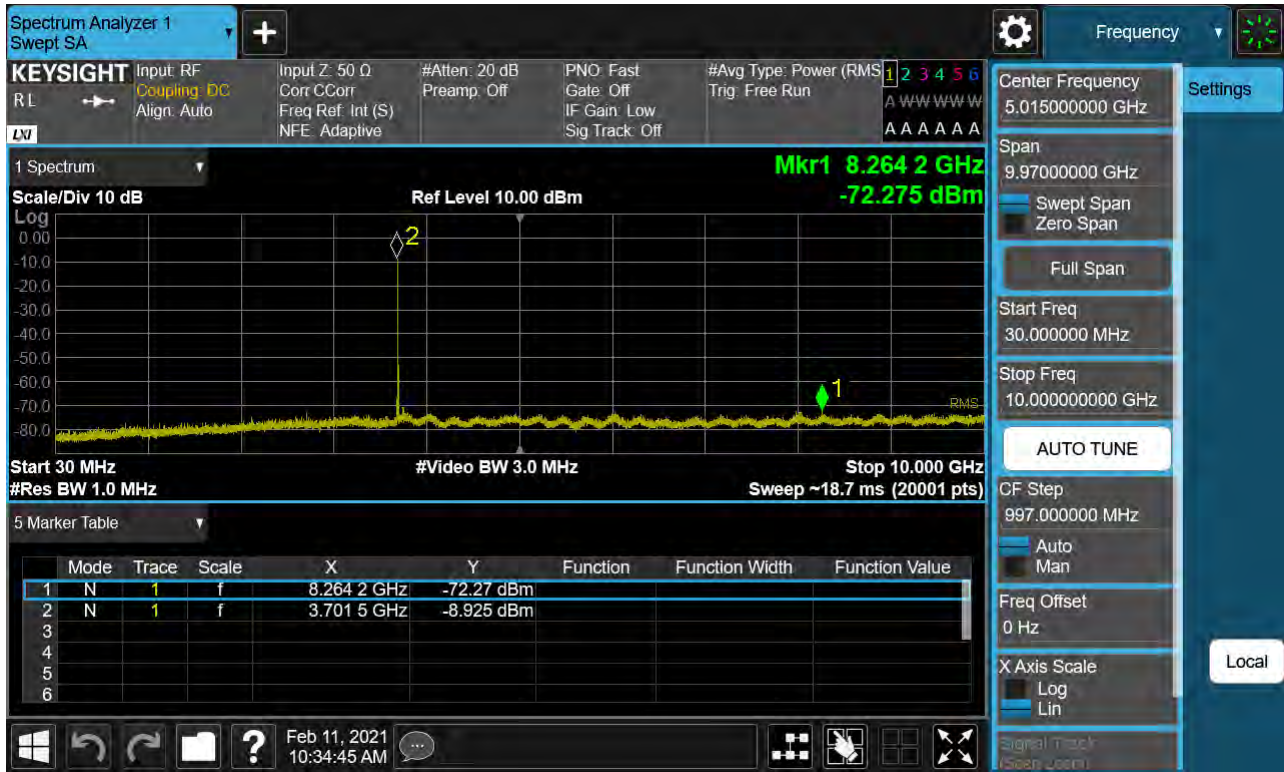 Spectrum Analyzer 1
Swept SA
Frequency
KEYSIGHT
RL
LXI
Input: RF
Coupling: DC
Align: Auto
Input Z: 50 Ω
Corr CCorr
Freq Ref: Int (S)
NFE: Adaptive
#Atten: 20 dB
Preamp: Off
PNO: Fast
Gate: Off
IF Gain: Low
Sig Track: Off
#Avg Type: Power (RMS
Trig: Free Run
1 2 3 4 5 6
A W W W W W
A A A A A A
1 Spectrum
Scale/Div 10 dB
Ref Level 10.00 dBm
Mkr1 8.264 2 GHz
-72.275 dBm
Log
0.00
-10.0
-20.0
-30.0
-40.0
-50.0
-60.0
-70.0
-80.0
2
1
RMS
Start 30 MHz
#Video BW 3.0 MHz
Stop 10.000 GHz
#Res BW 1.0 MHz
Sweep ~18.7 ms (20001 pts)
5 Marker Table
Mode Trace Scale X Y Function Function Width Function Value
1 N 1 f 8.264 2 GHz -72.27 dBm
2 N 1 f 3.701 5 GHz -8.925 dBm
3
4
5
6
Feb 11, 2021
10:34:45 AM
Center Frequency
5.015000000 GHz
Span
9.97000000 GHz
Swept Span
Zero Span
Full Span
Start Freq
30.000000 MHz
Stop Freq
10.000000000 GHz
AUTO TUNE
CF Step
997.000000 MHz
Auto
Man
Freq Offset
0 Hz
X Axis Scale
Log
Lin
Signal Track
(Span Zoom)
Settings
Local